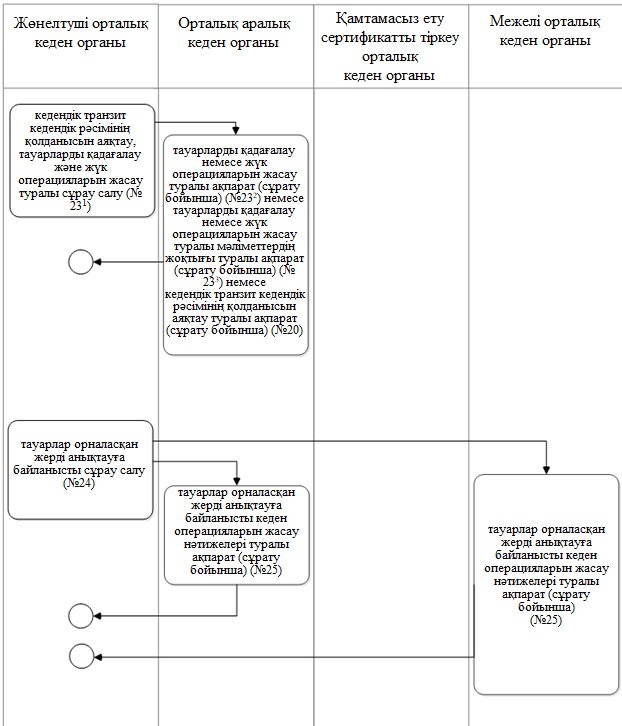 Жөнелтуші орталық
кеден органы
Орталық аралық
кеден органы
Қамтамасыз ету
сертификатты тіркеу
орталық
кеден органы
Межелі орталық
кеден органы
кедендік транзит
кедендік рәсімінің
қолданысын аяқтау,
тауарларды қадағалау
және жүк
операцияларын жасау
туралы сұрау салу (№
23¹)
тауарларды қадағалау
немесе жүк
операцияларын жасау
туралы ақпарат (сұрату
бойынша) (№23²) немесе
тауарларды қадағалау
немесе жүк
операцияларын жасау
туралы мәліметтердің
жоқтығы туралы ақпарат
(сұрату бойынша) (№
23³) немесе
кедендік транзит кедендік
рәсімінің қолданысын
аяқтау туралы ақпарат
(сұрату бойынша) (№20)
тауарлар орналасқан
жерді анықтауға
байланысты сұрау салу
(№24)
тауарлар орналасқан
жерді анықтауға
байланысты кеден
операцияларын жасау
нәтижелері туралы
ақпарат (сұрату
бойынша) (№25)
тауарлар орналасқан
жерді анықтауға
байланысты кеден
операцияларын жасау
нәтижелері туралы
ақпарат (сұрату
бойынша)
(№25)